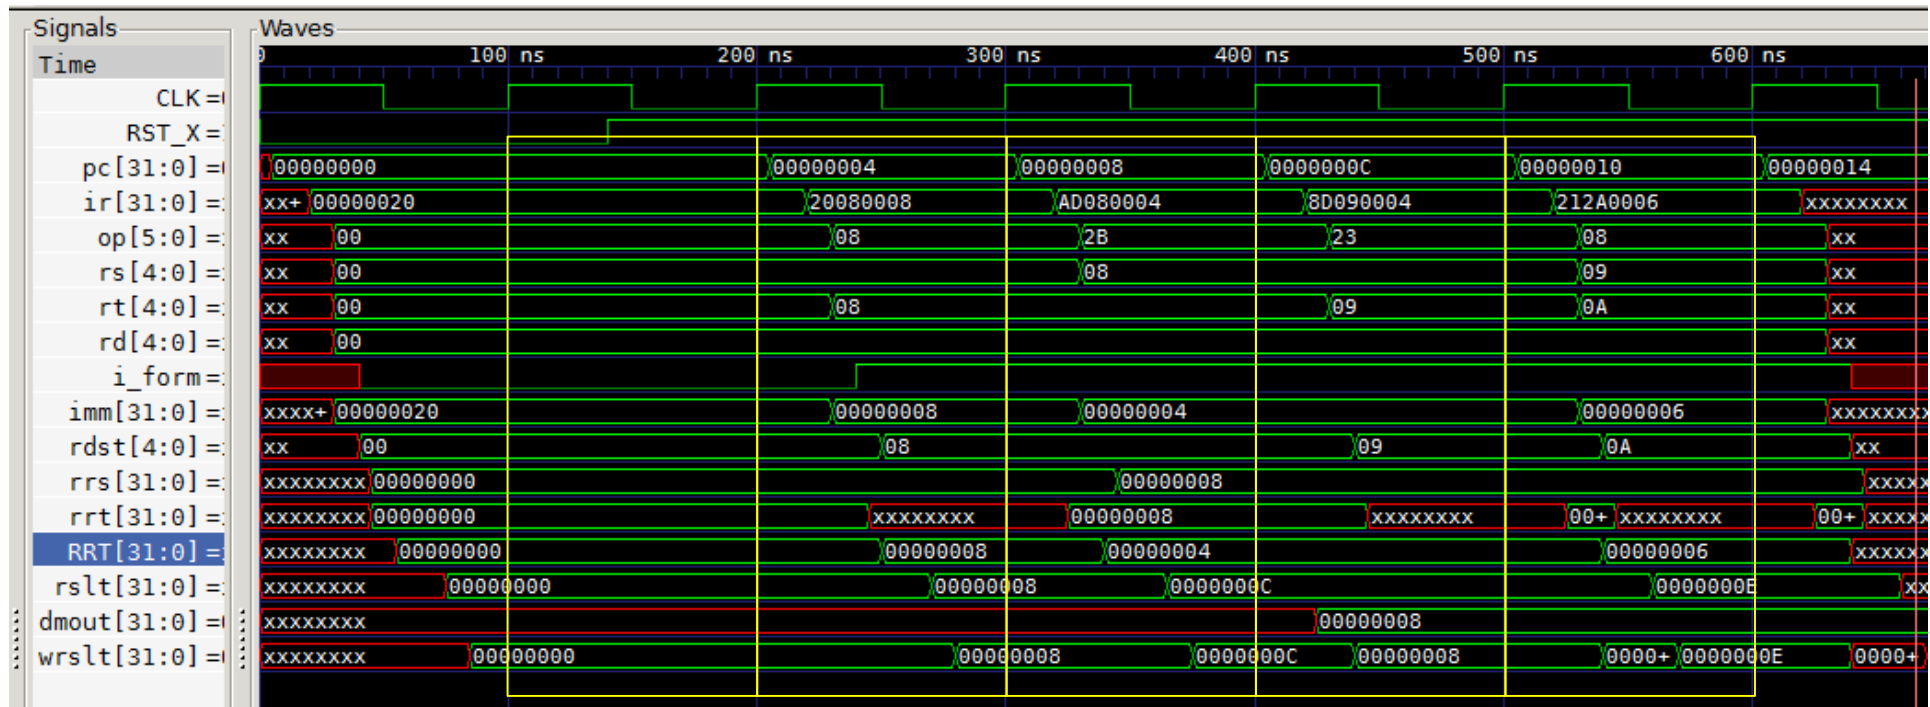 Signals Waves
Time 0 100 ns 200 ns 300 ns 400 ns 500 ns 600 ns
CLK =
RST_X =
pc[31:0] = 00000000 00000004 00000008 0000000C 00000010 00000014
ir[31:0] = xx+ 00000020 20080008 AD080004 8D090004 212A0006 xxxxxxxx
op[5:0] = xx 00 08 2B 23 08 xx
rs[4:0] = xx 00 08 09 xx
rt[4:0] = xx 00 08 09 0A xx
rd[4:0] = xx 00 xx
i_form =
imm[31:0] = xxxx+ 00000020 00000008 00000004 00000006 xxxxxxxx
rdst[4:0] = xx 00 08 09 0A xx
rrs[31:0] = xxxxxxxx 00000000 00000008 xxxxx
rrt[31:0] = xxxxxxxx 00000000 xxxxxxxx 00000008 xxxxxxxx 00+ xxxxxxxx 00+ xxxxx
RRT[31:0] = xxxxxxxx 00000000 00000008 00000004 00000006 xxxxxx
rslt[31:0] = xxxxxxxx 00000000 00000008 0000000C 0000000E xx
dmout[31:0] = xxxxxxxx 00000008
wrslt[31:0] = xxxxxxxx 00000000 00000008 0000000C 00000008 0000+ 0000000E 0000+